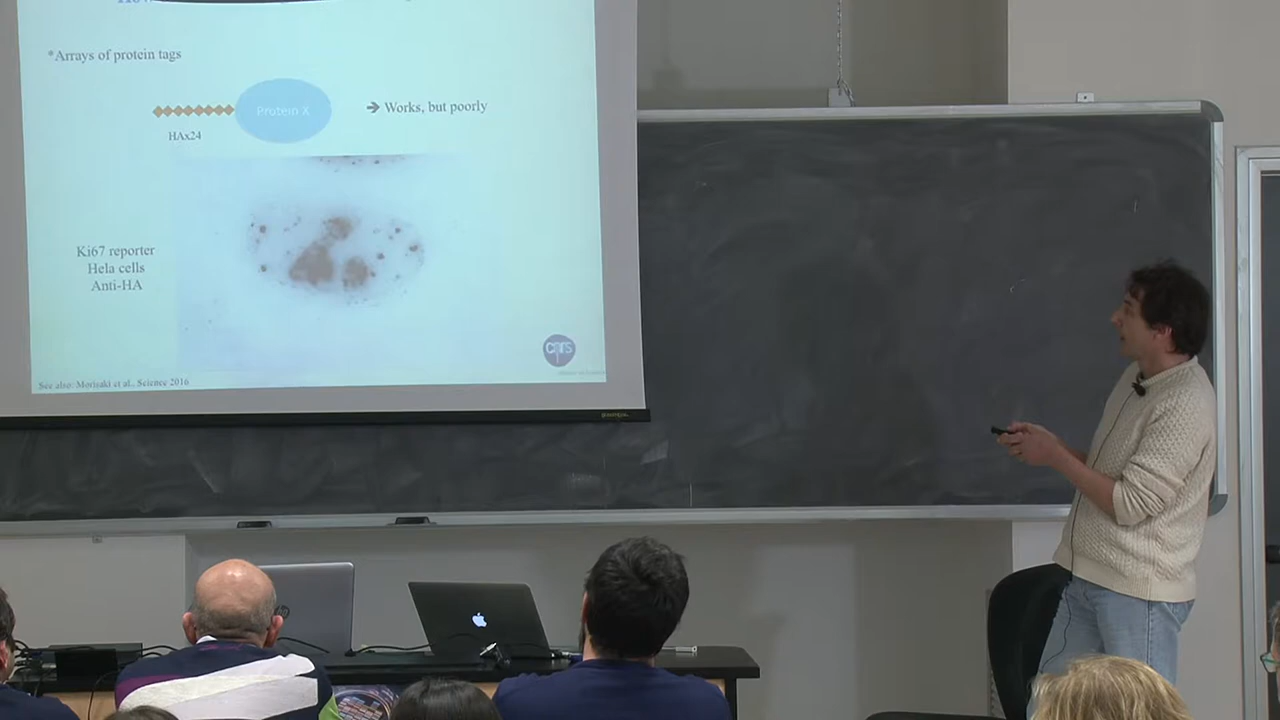 *Arrays of protein tags
Protein X
➔ Works, but poorly
HAx24
Ki67 reporter
Hela cells
Anti-HA
cnrs
See also: Morisaki et al., Science 2016